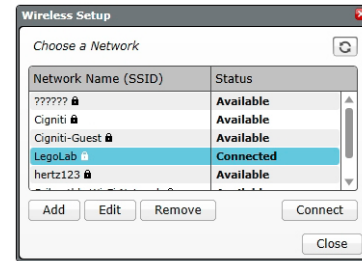 Wireless Setup
Choose a Network
Network Name (SSID) Status
?????? Available
Cigniti Available
Cigniti-Guest Available
LegoLab Connected
hertz123 Available
Add Edit Remove Connect
Close